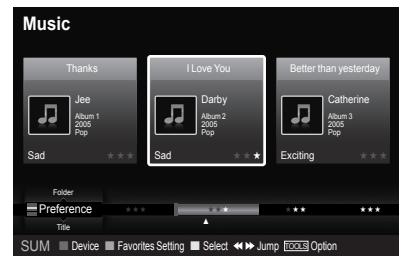 Music
Thanks I Love You Better than yesterday
Jee Darby Catherine
Album 1 Album 2 Album 3
2005 2005 2005
Pop Pop Pop
Sad ★★★ Sad ★★★ Exciting ★★★
Folder
Preference ★★★ ★★★ ★★★ ★★★
Title
SUM Device Favorites Setting Select ◀◀ ▶▶ Jump TOOLS Option